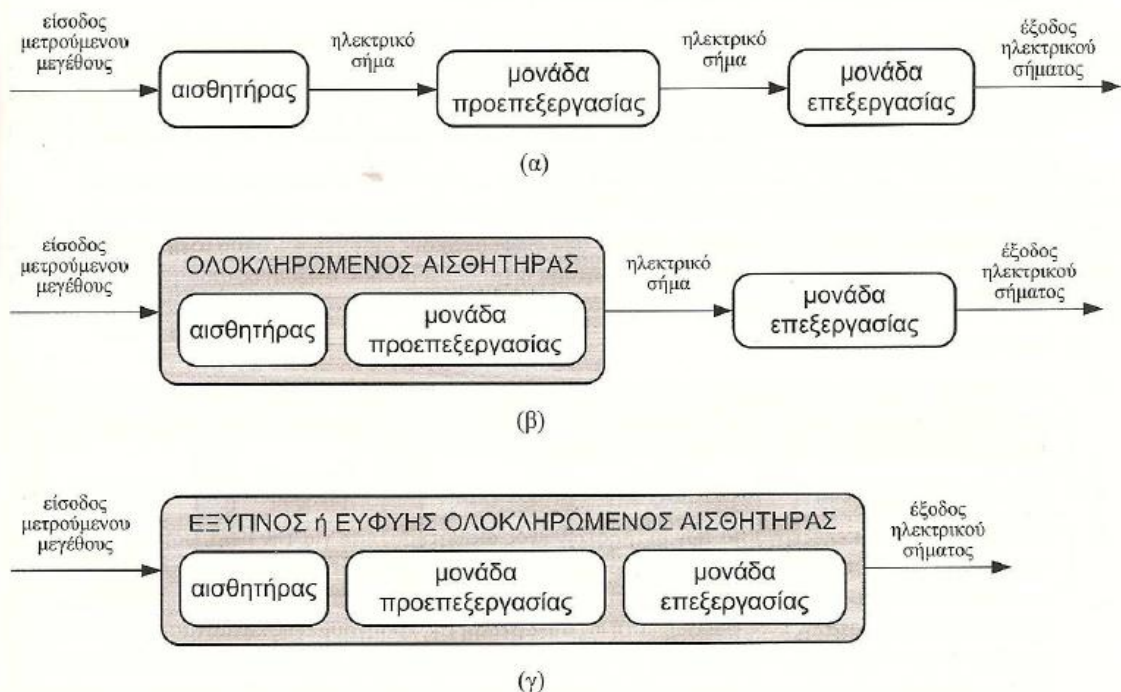 είσοδος
μετρούμενου
μεγέθους
αισθητήρας
ηλεκτρικό
σήμα
μονάδα
προεπεξεργασίας
ηλεκτρικό
σήμα
μονάδα
επεξεργασίας
έξοδος
ηλεκτρικού
σήματος
(α)
είσοδος
μετρούμενου
μεγέθους
ΟΛΟΚΛΗΡΩΜΕΝΟΣ ΑΙΣΘΗΤΗΡΑΣ
αισθητήρας
μονάδα
προεπεξεργασίας
ηλεκτρικό
σήμα
μονάδα
επεξεργασίας
έξοδος
ηλεκτρικού
σήματος
(β)
είσοδος
μετρούμενου
μεγέθους
ΕΞΥΠΝΟΣ ή ΕΥΦΥΗΣ ΟΛΟΚΛΗΡΩΜΕΝΟΣ ΑΙΣΘΗΤΗΡΑΣ
αισθητήρας
μονάδα
προεπεξεργασίας
μονάδα
επεξεργασίας
έξοδος
ηλεκτρικού
σήματος
(γ)